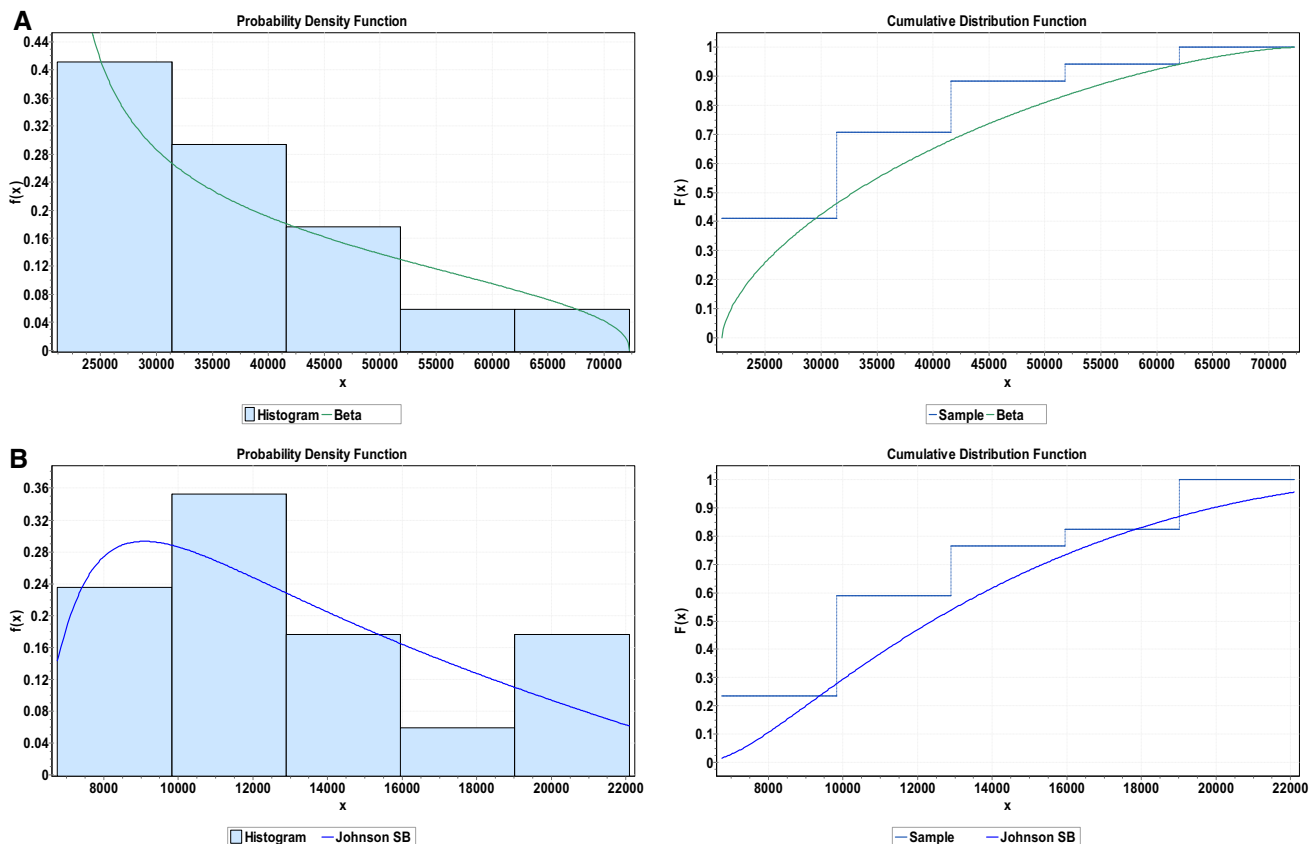 A
Probability Density Function
f(x)
0.44
0.4
0.36
0.32
0.28
0.24
0.2
0.16
0.12
0.08
0.04
0
25000 30000 35000 40000 45000 50000 55000 60000 65000 70000
x
Histogram Beta
Cumulative Distribution Function
F(x)
1
0.9
0.8
0.7
0.6
0.5
0.4
0.3
0.2
0.1
0
25000 30000 35000 40000 45000 50000 55000 60000 65000 70000
x
Sample Beta
B
Probability Density Function
f(x)
0.36
0.32
0.28
0.24
0.2
0.16
0.12
0.08
0.04
0
8000 10000 12000 14000 16000 18000 20000 22000
x
Histogram Johnson SB
Cumulative Distribution Function
F(x)
1
0.9
0.8
0.7
0.6
0.5
0.4
0.3
0.2
0.1
0
8000 10000 12000 14000 16000 18000 20000 22000
x
Sample Johnson SB